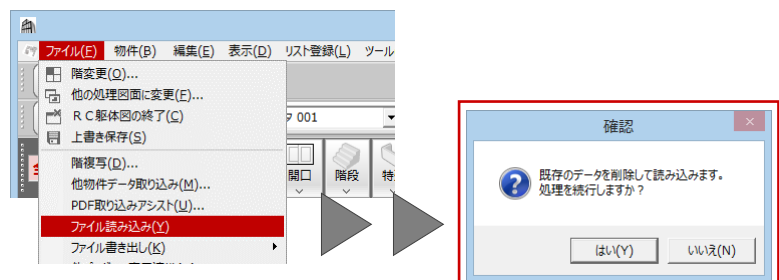 ファイル(F) 物件(B) 編集(E) 表示(D) リスト登録(L) ツール
階変更(O)...
他の処理図面に変更(F)...
ＲＣ躯体図の終了(C)
001
上書き保存(S)
階複写(D)...
開口 階段
他物件データ取り込み(M)...
PDF取り込みアシスト(U)...
ファイル読み込み(Y)
ファイル書き出し(K)
確認
既存のデータを削除して読み込みます。
処理を続行しますか？
はい(Y) いいえ(N)